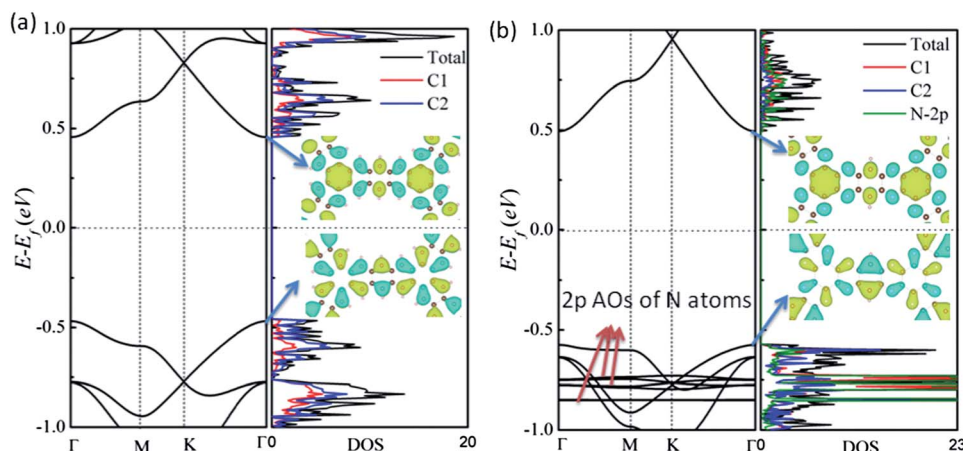 (a)
1.0
0.5
0.0
-0.5
-1.0
E-E_f (eV)
Γ M K Γ
Total
C1
C2
0 DOS 20
(b)
1.0
0.5
0.0
-0.5
-1.0
E-E_f (eV)
2p AOs of N atoms
Γ M K Γ
Total
C1
C2
N-2p
0 DOS 23